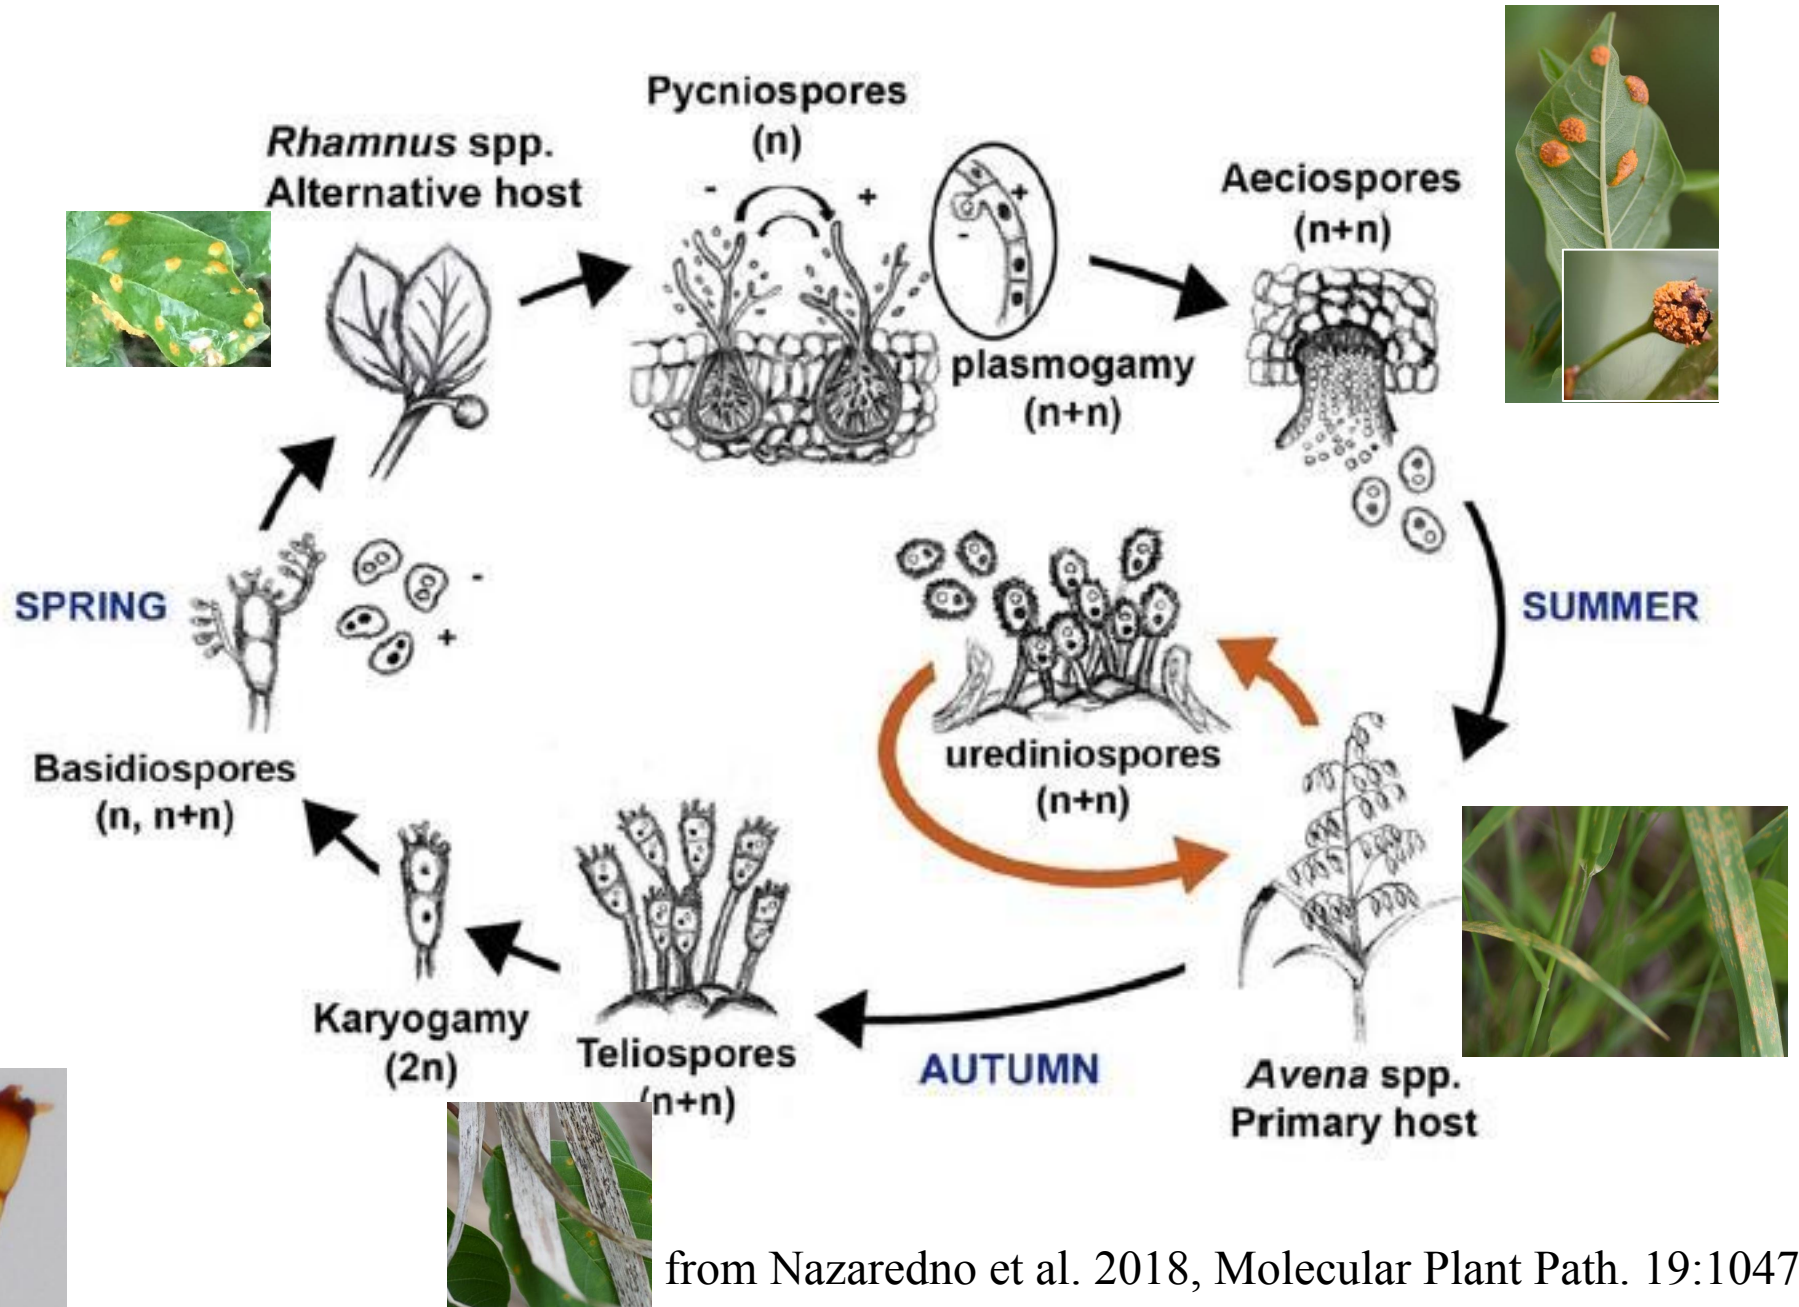 Pycniospores
(n)
- +
Rhamnus spp.
Alternative host
+
-
plasmogamy
(n+n)
Aeciospores
(n+n)
SPRING
-
+
SUMMER
Basidiospores
(n, n+n)
urediniospores
(n+n)
Karyogamy
(2n)
Teliospores
n+n)
AUTUMN
Avena spp.
Primary host
from Nazaredno et al. 2018, Molecular Plant Path. 19:1047